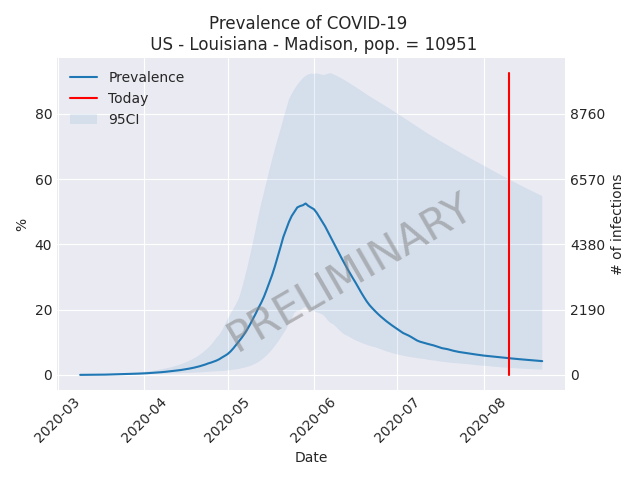 Prevalence of COVID-19
US - Louisiana - Madison, pop. = 10951
Prevalence
Today
95CI
80
60
40
20
0
8760
6570
4380
2190
0
%
# of infections
PRELIMINARY
2020-03
2020-04
2020-05
2020-06
2020-07
2020-08
Date